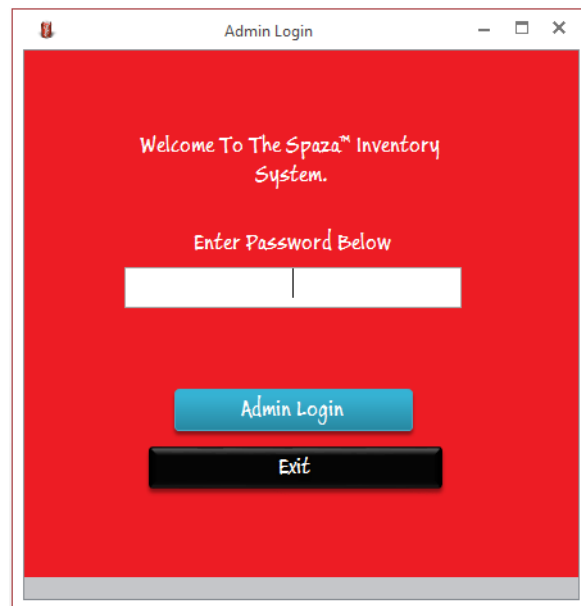 Admin Login
Welcome To The Spaza™ Inventory
System.
Enter Password Below
Admin Login
Exit